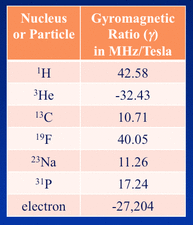 Nucleus or Particle Gyromagnetic Ratio (γ) in MHz/Tesla
¹H 42.58
³He -32.43
¹³C 10.71
¹⁹F 40.05
²³Na 11.26
³¹P 17.24
electron -27,204